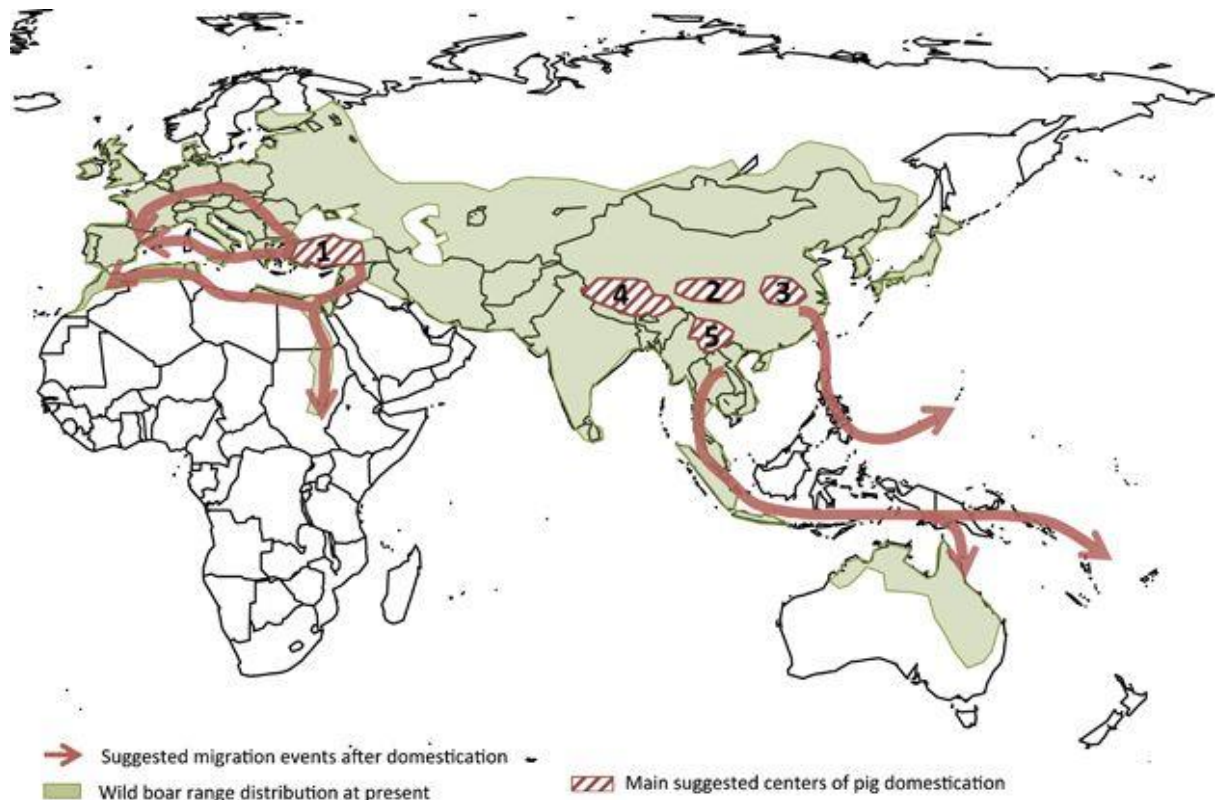 1
4
2
3
5
Suggested migration events after domestication
Wild boar range distribution at present
Main suggested centers of pig domestication